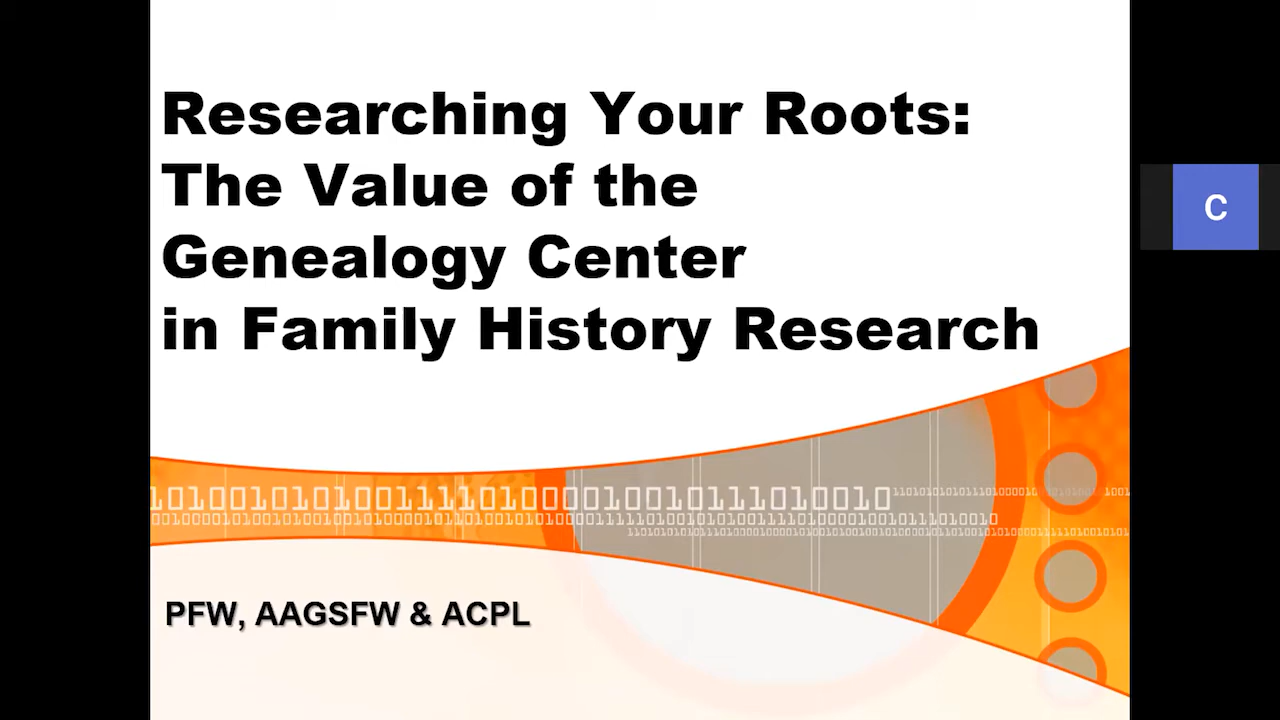 Researching Your Roots:
The Value of the
Genealogy Center
in Family History Research
C
PFW, AAGSFW & ACPL